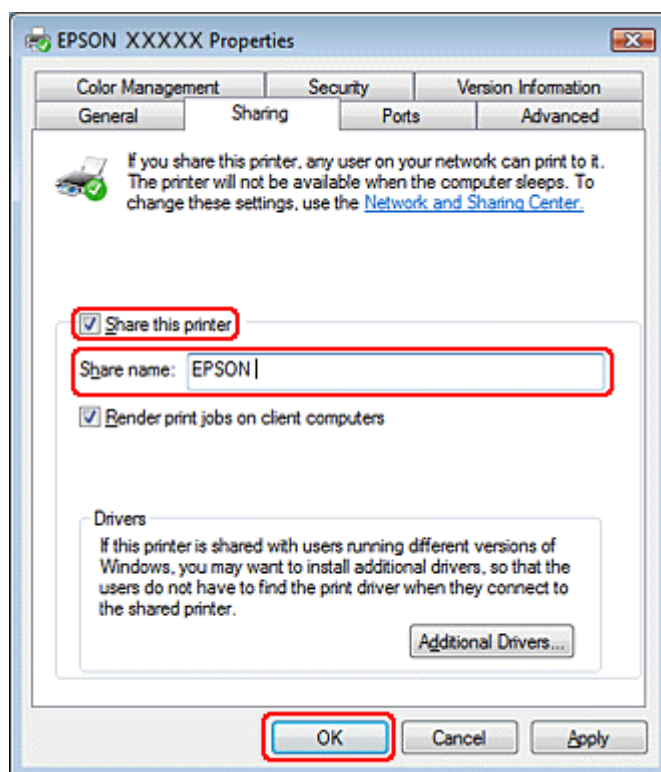 EPSON XXXXX Properties
Color Management Security Version Information
General Sharing Ports Advanced
If you share this printer, any user on your network can print to it.
The printer will not be available when the computer sleeps. To
change these settings, use the Network and Sharing Center.
Share this printer
Share name: EPSON
Render print jobs on client computers
Drivers
If this printer is shared with users running different versions of
Windows, you may want to install additional drivers, so that the
users do not have to find the print driver when they connect to
the shared printer.
Additional Drivers...
OK Cancel Apply